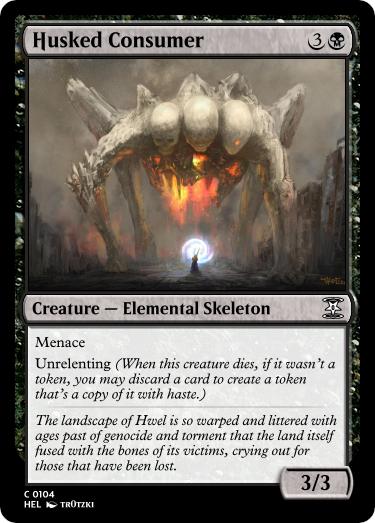 Husked Consumer 3
Creature — Elemental Skeleton
Menace
Unrelenting (When this creature dies, if it wasn't a
token, you may discard a card to create a token
that's a copy of it with haste.)
The landscape of Hwel is so warped and littered with
ages past of genocide and torment that the land itself
fused with the bones of its victims, crying out for
those that have been lost.
3/3
C 0104
HEL TRÜTZKI